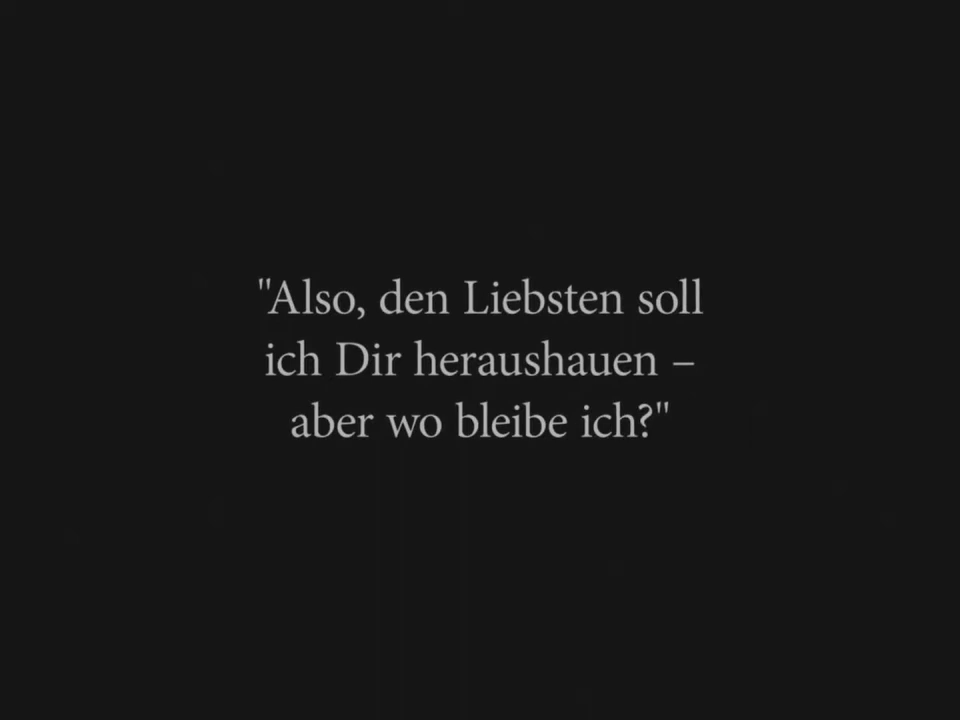 "Also, den Liebsten soll
ich Dir heraushauen –
aber wo bleibe ich?"